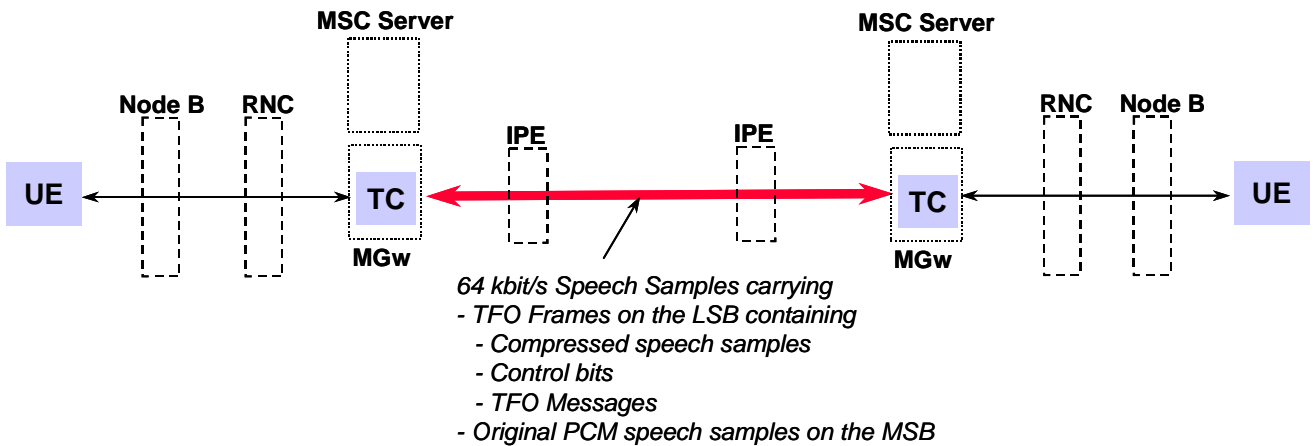 MSC Server
MSC Server
Node B
RNC
RNC
Node B
IPE
IPE
UE
TC
TC
UE
MGw
MGw
64 kbit/s Speech Samples carrying
- TFO Frames on the LSB containing
- Compressed speech samples
- Control bits
- TFO Messages
- Original PCM speech samples on the MSB